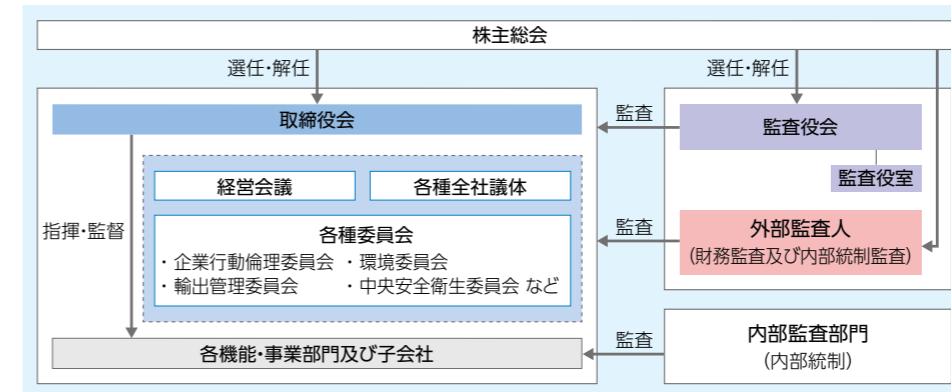 株主総会
選任・解任
選任・解任
取締役会
監査
監査役会
監査役室
経営会議
各種全社議体
指揮・監督
各種委員会
・ 企業行動倫理委員会 ・ 環境委員会
・ 輸出管理委員会 ・ 中央安全衛生委員会 など
監査
外部監査人
(財務監査及び内部統制監査)
各機能・事業部門及び子会社
監査
内部監査部門
(内部統制)